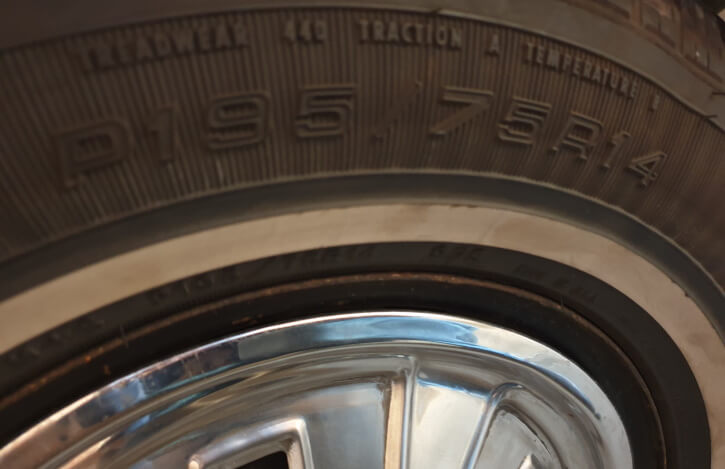 TREADWEAR 440 TRACTION A TEMPERATURE B
P195/75R14